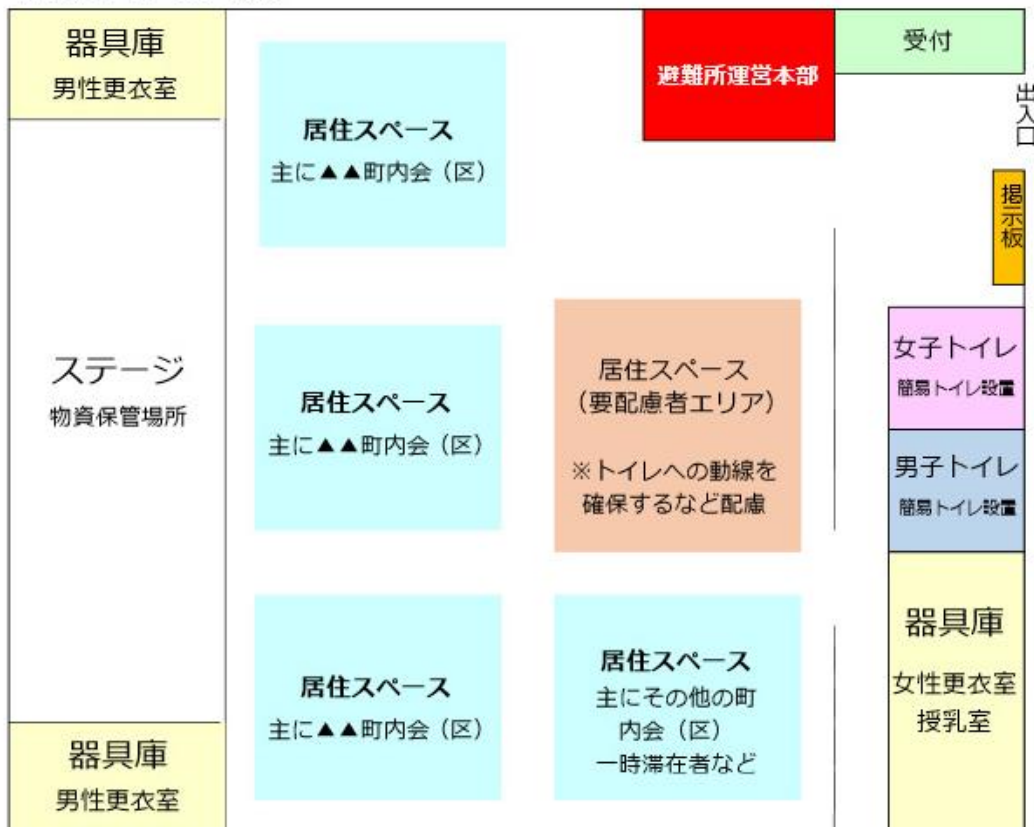 器具庫
男性更衣室
ステージ
物資保管場所
器具庫
男性更衣室
居住スペース
主に▲▲町内会（区）
居住スペース
主に▲▲町内会（区）
居住スペース
主に▲▲町内会（区）
避難所運営本部
居住スペース
（要配慮者エリア）
※トイレへの動線を
確保するなど配慮
居住スペース
主にその他の町
内会（区）
一時滞在者など
受付
出入口
掲示板
女子トイレ
簡易トイレ設置
男子トイレ
簡易トイレ設置
器具庫
女性更衣室
授乳室